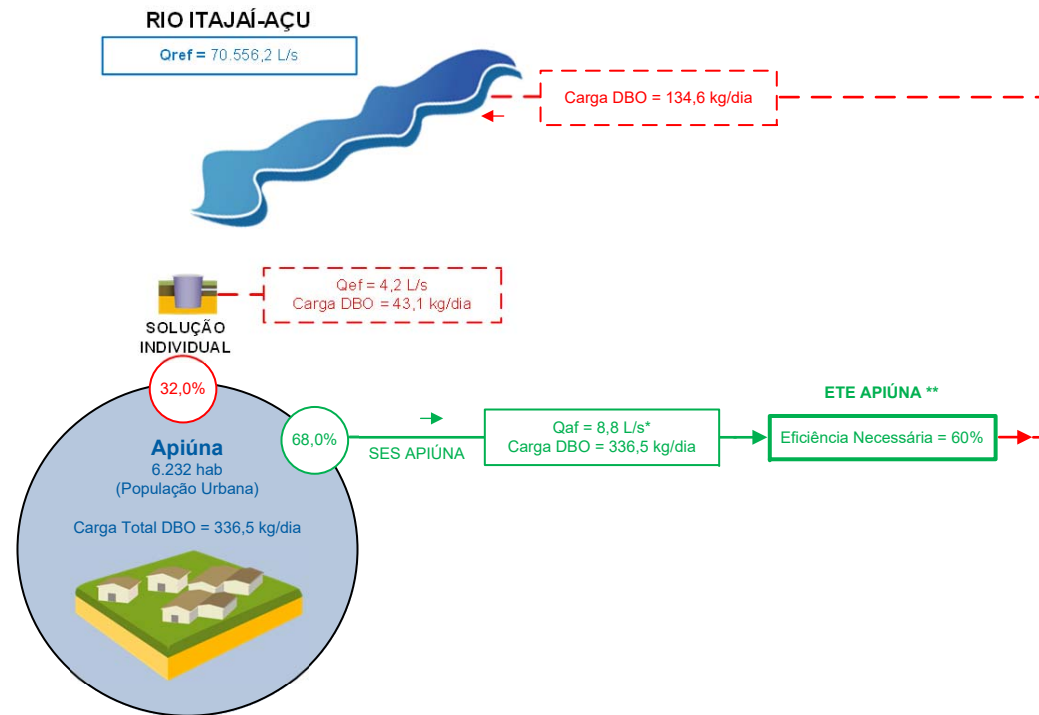 RIO ITAJAÍ-AÇU
Qref = 70.556,2 L/s
Carga DBO = 134,6 kg/dia
Qef = 4,2 L/s
Carga DBO = 43,1 kg/dia
SOLUÇÃO
INDIVIDUAL
32,0%
68,0%
Apiúna
6.232 hab
(População Urbana)
Carga Total DBO = 336,5 kg/dia
SES APIÚNA
Qaf = 8,8 L/s*
Carga DBO = 336,5 kg/dia
ETE APIÚNA **
Eficiência Necessária = 60%